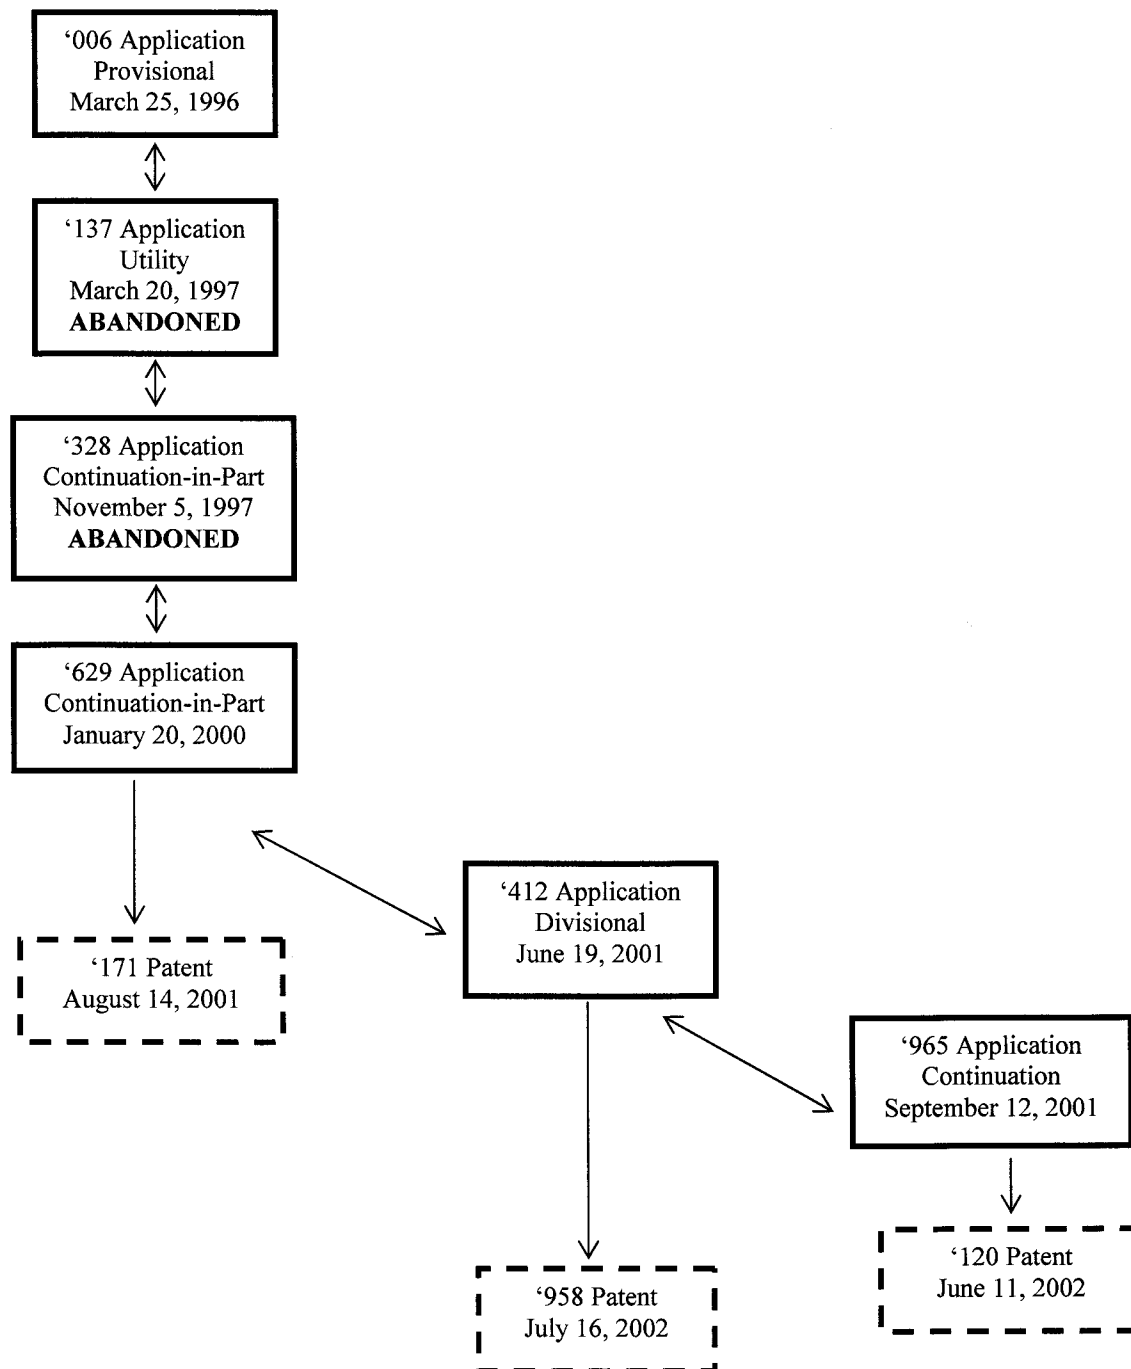 ‘006 Application
Provisional
March 25, 1996
‘137 Application
Utility
March 20, 1997
ABANDONED
‘328 Application
Continuation-in-Part
November 5, 1997
ABANDONED
‘629 Application
Continuation-in-Part
January 20, 2000
‘171 Patent
August 14, 2001
‘412 Application
Divisional
June 19, 2001
‘965 Application
Continuation
September 12, 2001
‘958 Patent
July 16, 2002
‘120 Patent
June 11, 2002